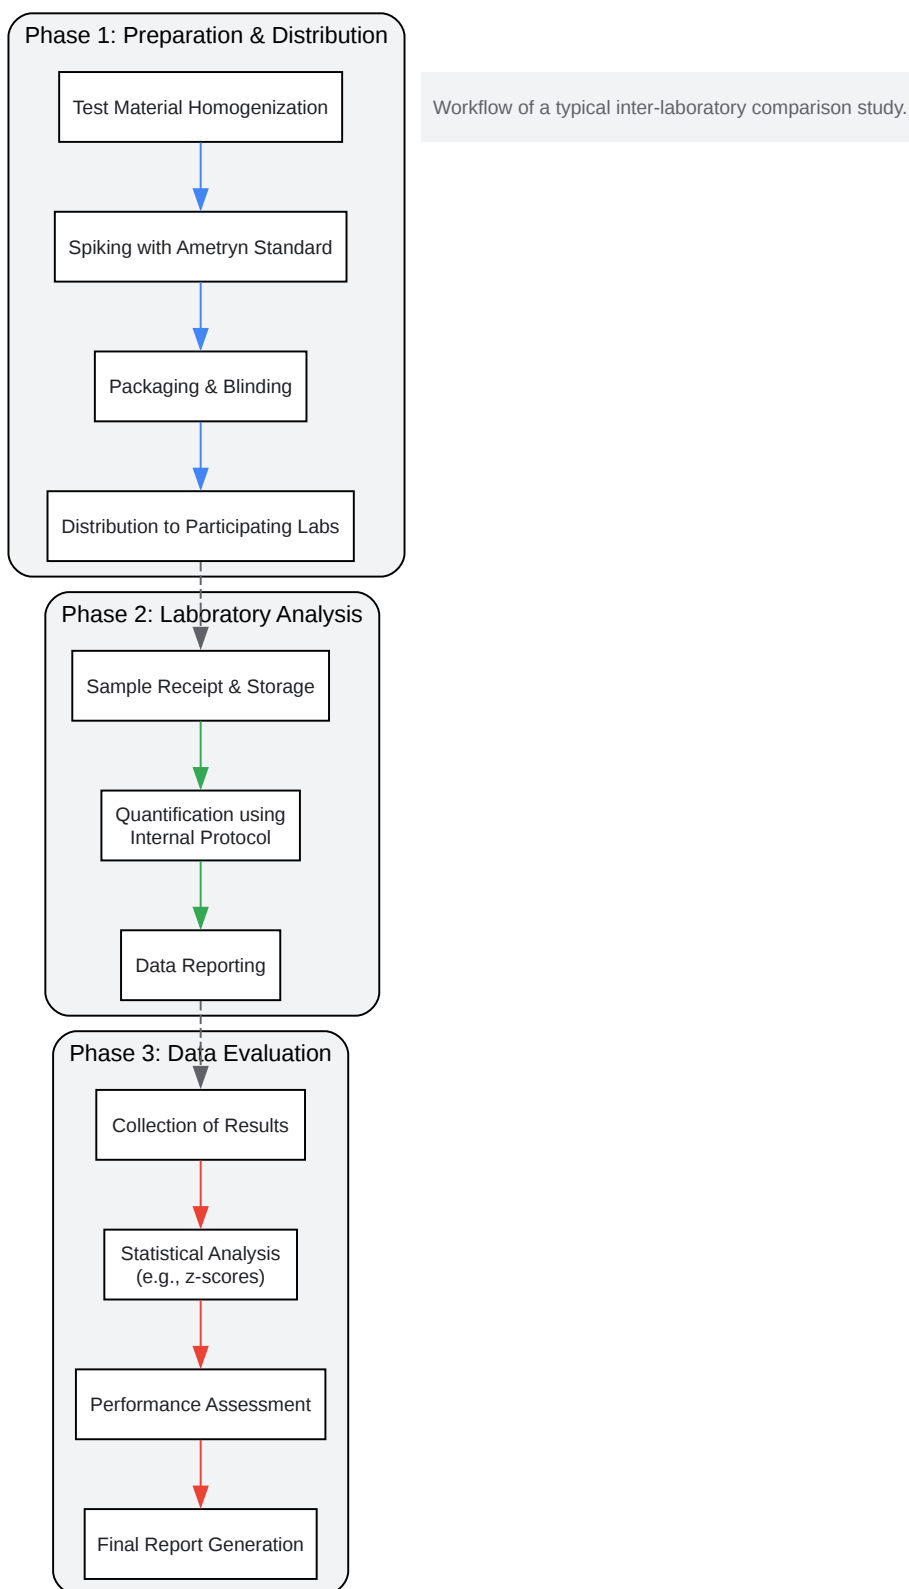 Phase 1: Preparation & Distribution
Test Material Homogenization
Workflow of a typical inter-laboratory comparison study.
Spiking with Ametryn Standard
Packaging & Blinding
Distribution to Participating Labs
Phase 2: Laboratory Analysis
Sample Receipt & Storage
Quantification using
Internal Protocol
Data Reporting
Phase 3: Data Evaluation
Collection of Results
Statistical Analysis
(e.g., z-scores)
Performance Assessment
Final Report Generation